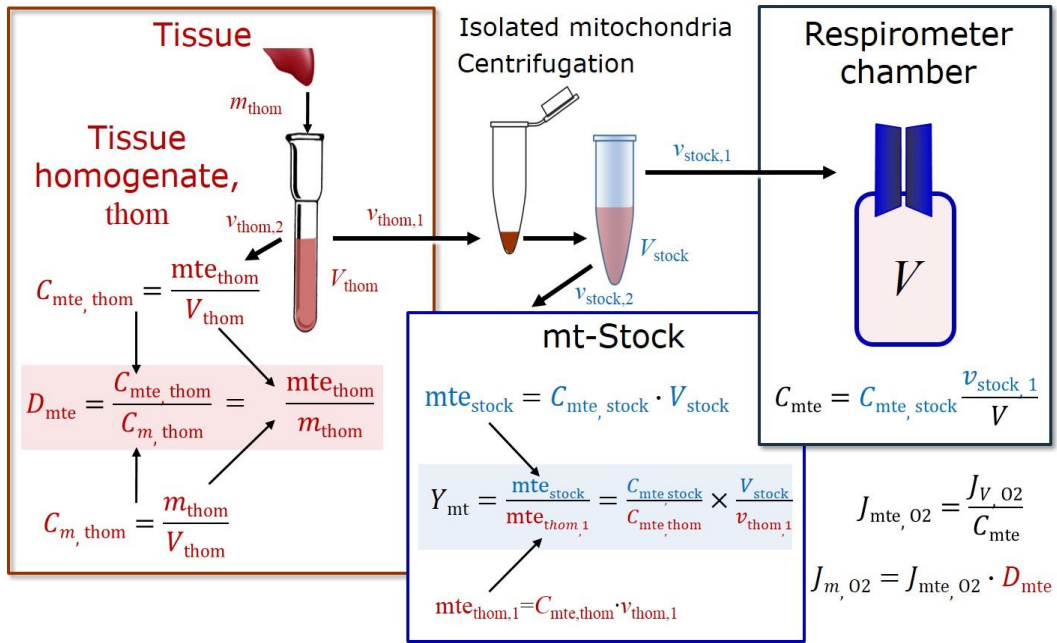 Tissue
m_thom
Tissue
homogenate,
thom
v_thom,2
v_thom,1
V_thom
C_mte, thom = mte_thom / V_thom
D_mte = C_mte, thom / C_m, thom = mte_thom / m_thom
C_m, thom = m_thom / V_thom
Isolated mitochondria
Centrifugation
v_stock,1
V_stock
v_stock,2
mt-Stock
mte_stock = C_mte, stock · V_stock
Y_mt = mte_stock / mte_thom,1 = C_mte,stock / C_mte,thom × V_stock / v_thom,1
mte_thom,1=C_mte,thom·v_thom,1
Respirometer
chamber
V
C_mte = C_mte, stock v_stock,1 / V
J_mte, O2 = J_V, O2 / C_mte
J_m, O2 = J_mte, O2 · D_mte